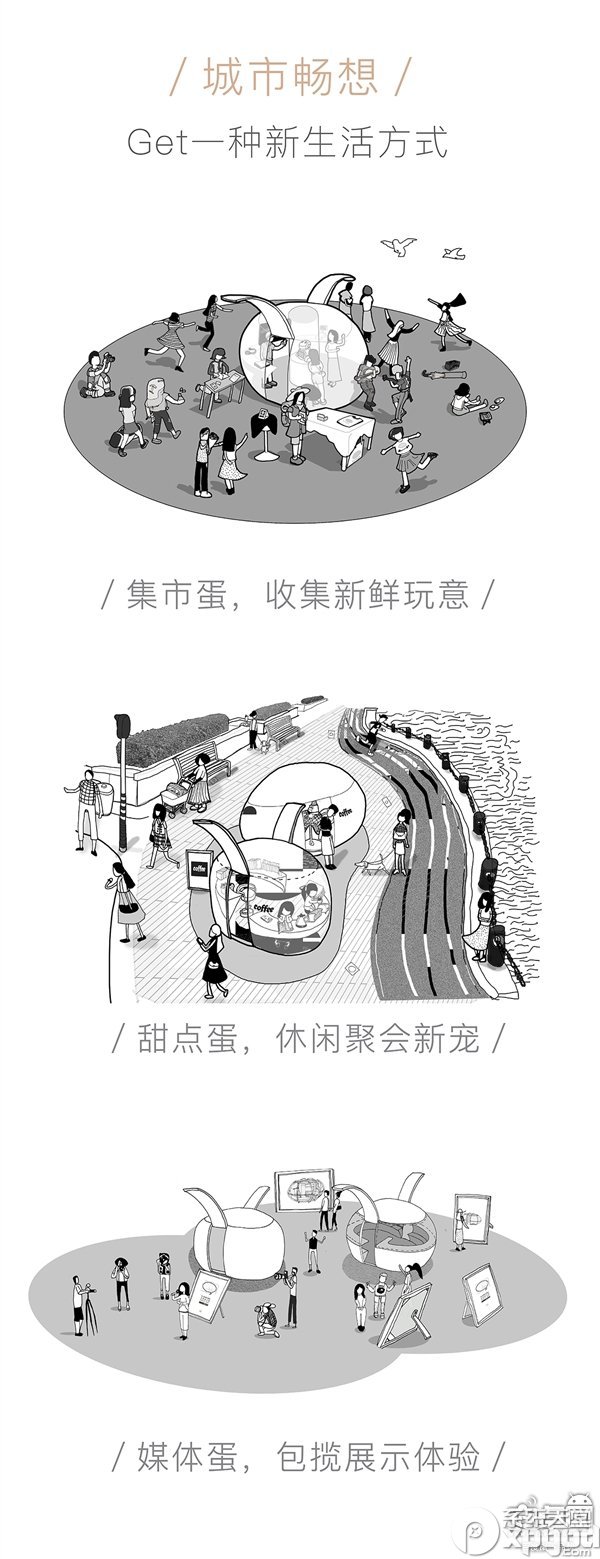 / 城市畅想 /
Get一种新生活方式
/ 集市蛋，收集新鲜玩意 /
coffee
coffee
coffee
/ 甜点蛋，休闲聚会新宠 /
/ 媒体蛋，包揽展示体验 /